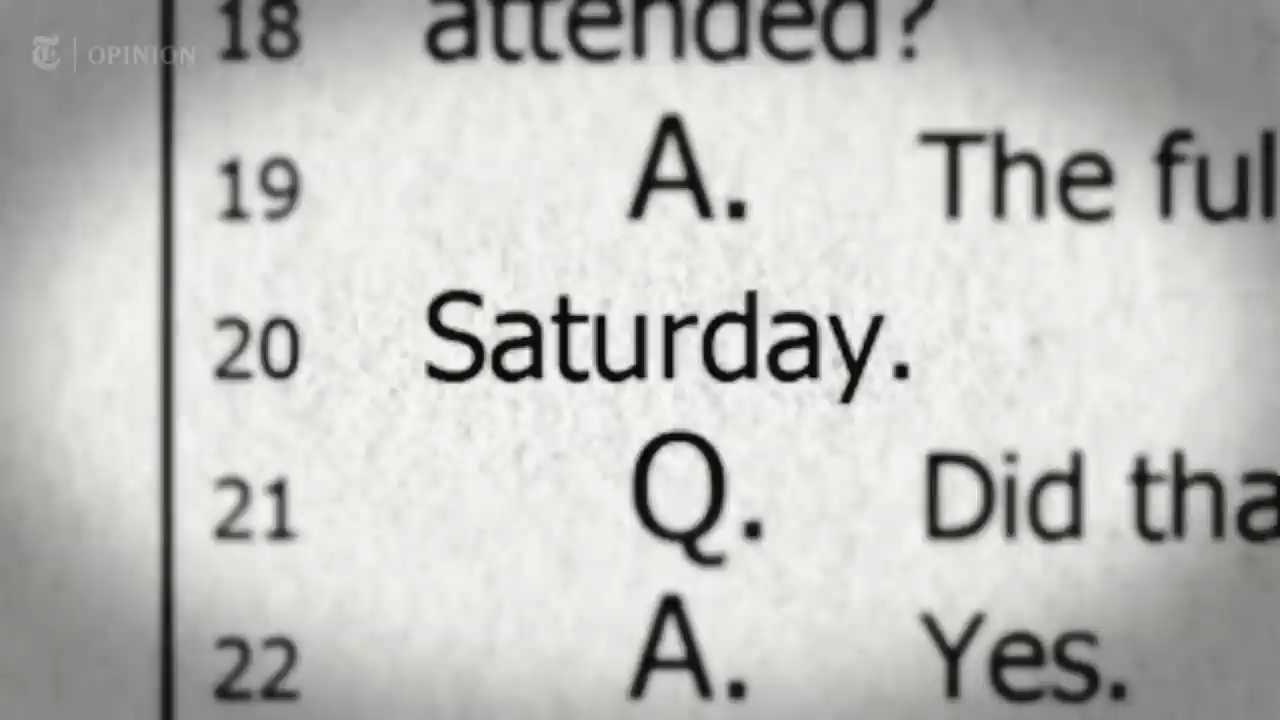 OPINION
18 attended?
19 A. The ful
20 Saturday.
21 Q. Did tha
22 A. Yes.